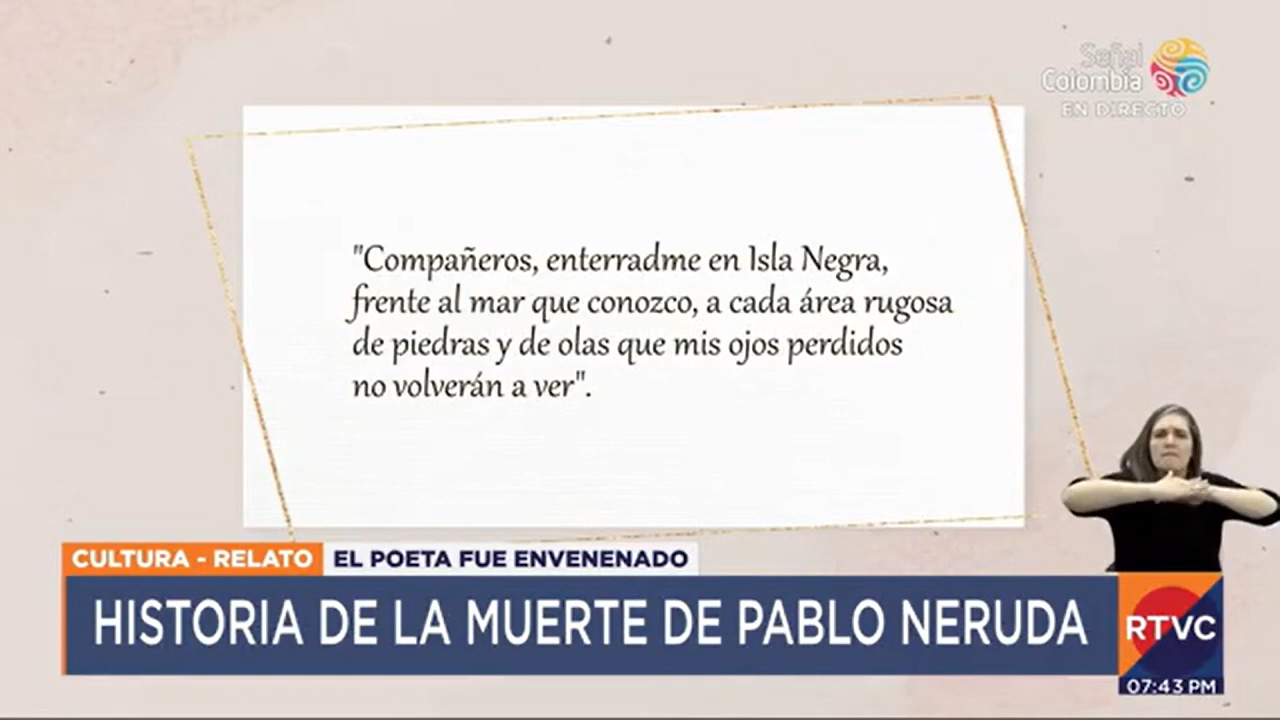 Señal
Colombia
EN DIRECTO
"Compañeros, enterradme en Isla Negra,
frente al mar que conozco, a cada área rugosa
de piedras y de olas que mis ojos perdidos
no volverán a ver".
CULTURA - RELATO EL POETA FUE ENVENENADO
HISTORIA DE LA MUERTE DE PABLO NERUDA
RTVC
07:43 PM